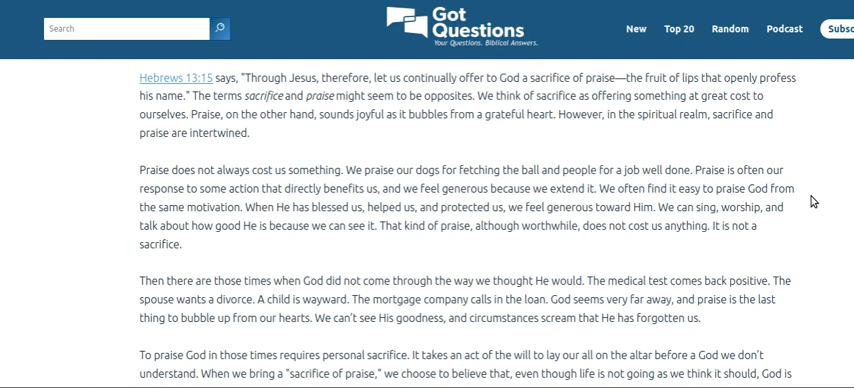 Search
Got
Questions
Your Questions. Biblical Answers.
New Top 20 Random Podcast Subsc
Hebrews 13:15 says, "Through Jesus, therefore, let us continually offer to God a sacrifice of praise—the fruit of lips that openly profess
his name." The terms sacrifice and praise might seem to be opposites. We think of sacrifice as offering something at great cost to
ourselves. Praise, on the other hand, sounds joyful as it bubbles from a grateful heart. However, in the spiritual realm, sacrifice and
praise are intertwined.
Praise does not always cost us something. We praise our dogs for fetching the ball and people for a job well done. Praise is often our
response to some action that directly benefits us, and we feel generous because we extend it. We often find it easy to praise God from
the same motivation. When He has blessed us, helped us, and protected us, we feel generous toward Him. We can sing, worship, and
talk about how good He is because we can see it. That kind of praise, although worthwhile, does not cost us anything. It is not a
sacrifice.
Then there are those times when God did not come through the way we thought He would. The medical test comes back positive. The
spouse wants a divorce. A child is wayward. The mortgage company calls in the loan. God seems very far away, and praise is the last
thing to bubble up from our hearts. We can't see His goodness, and circumstances scream that He has forgotten us.
To praise God in those times requires personal sacrifice. It takes an act of the will to lay our all on the altar before a God we don't
understand. When we bring a "sacrifice of praise," we choose to believe that, even though life is not going as we think it should, God is